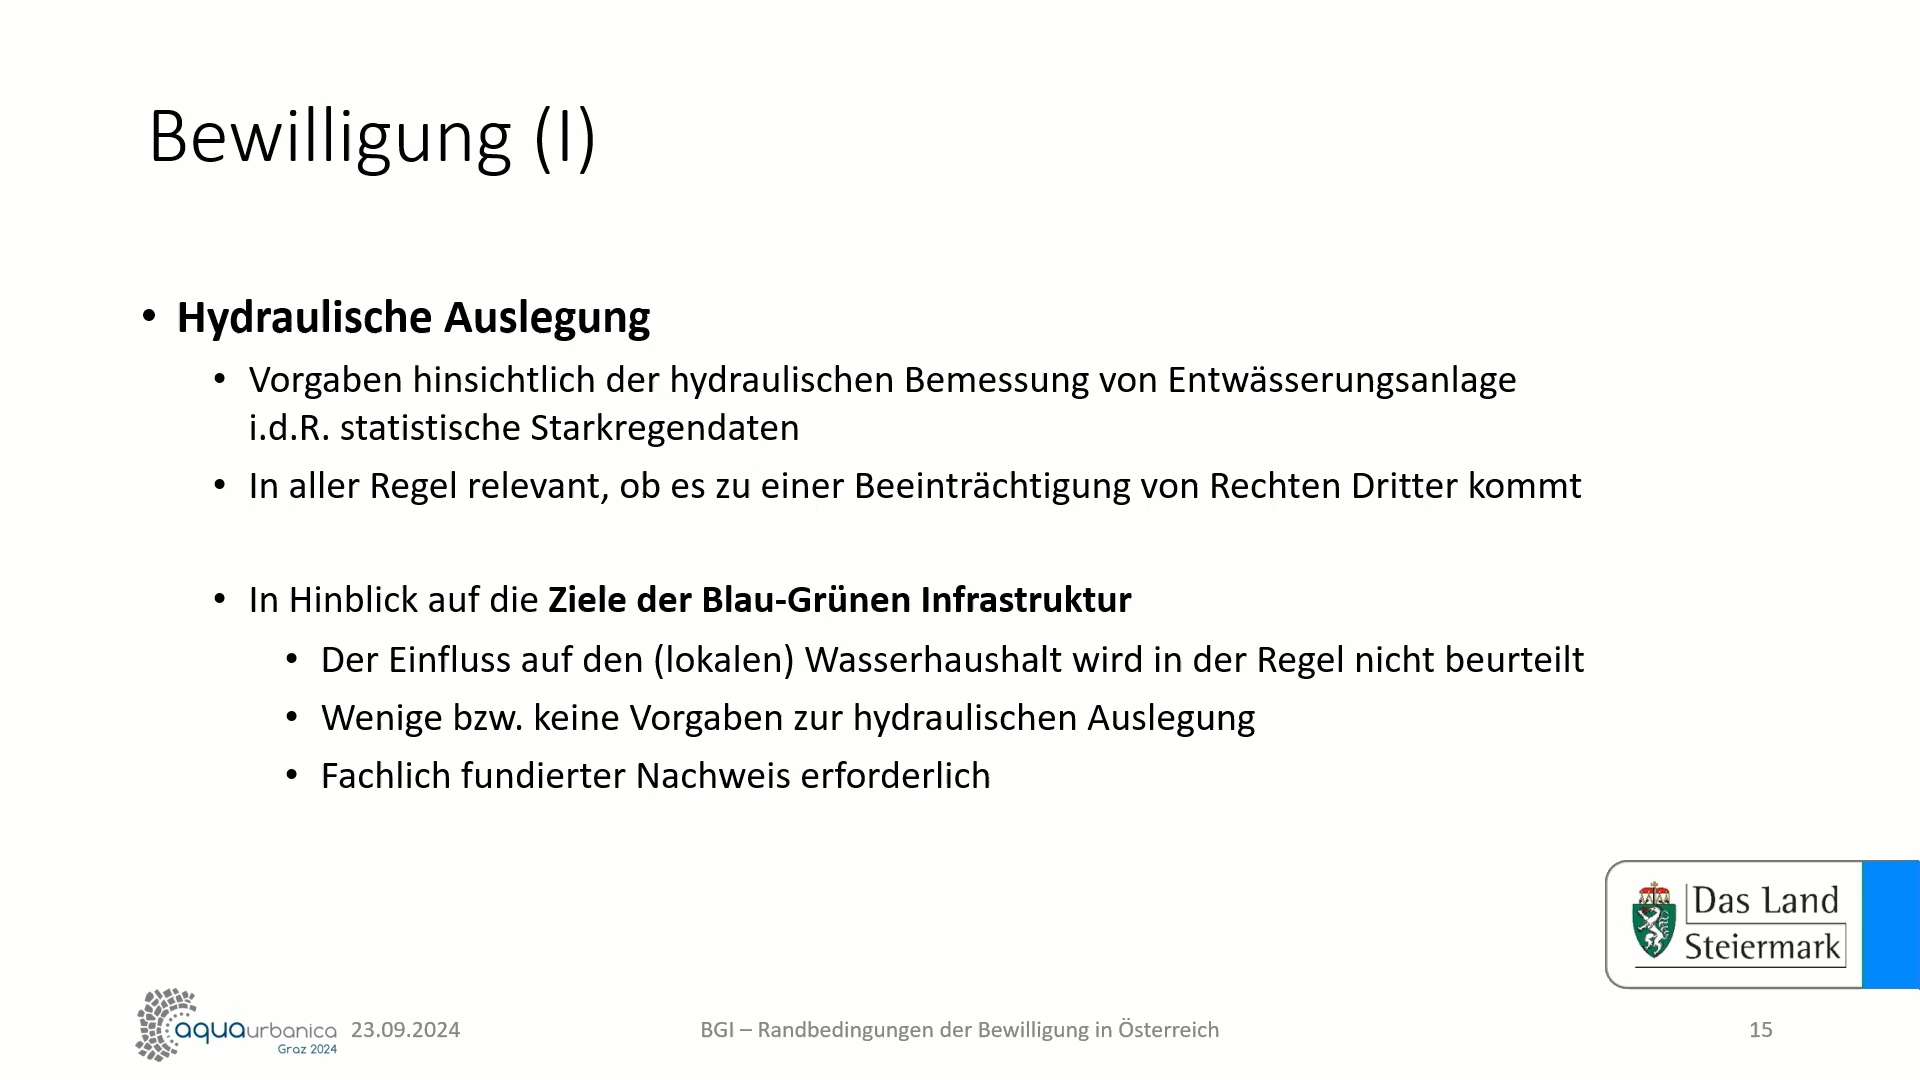 Bewilligung (I)
• Hydraulische Auslegung
• Vorgaben hinsichtlich der hydraulischen Bemessung von Entwässerungsanlage
i.d.R. statistische Starkregendaten
• In aller Regel relevant, ob es zu einer Beeinträchtigung von Rechten Dritter kommt
• In Hinblick auf die Ziele der Blau-Grünen Infrastruktur
• Der Einfluss auf den (lokalen) Wasserhaushalt wird in der Regel nicht beurteilt
• Wenige bzw. keine Vorgaben zur hydraulischen Auslegung
• Fachlich fundierter Nachweis erforderlich
Das Land
Steiermark
aquaurbanica
Graz 2024
23.09.2024
BGI – Randbedingungen der Bewilligung in Österreich
15